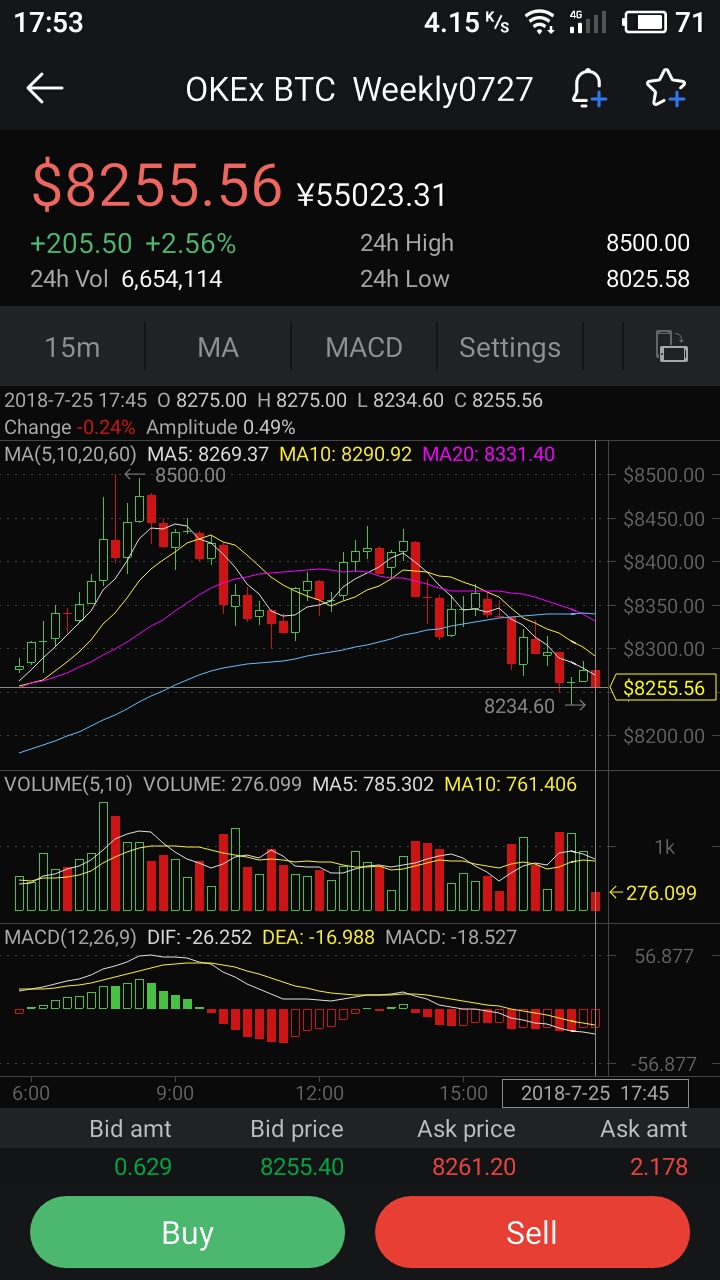 17:53 4.15 K/s 4G 71
OKEx BTC Weekly0727
$8255.56 ¥55023.31
+205.50 +2.56% 24h High 8500.00
24h Vol 6,654,114 24h Low 8025.58
15m MA MACD Settings
2018-7-25 17:45 O 8275.00 H 8275.00 L 8234.60 C 8255.56
Change -0.24% Amplitude 0.49%
MA(5,10,20,60) MA5: 8269.37 MA10: 8290.92 MA20: 8331.40
8500.00 $8500.00
$8450.00
$8400.00
$8350.00
$8300.00
$8255.56
8234.60
$8200.00
VOLUME(5,10) VOLUME: 276.099 MA5: 785.302 MA10: 761.406
1k
276.099
MACD(12,26,9) DIF: -26.252 DEA: -16.988 MACD: -18.527
56.877
-56.877
6:00 9:00 12:00 15:00 2018-7-25 17:45
Bid amt Bid price Ask price Ask amt
0.629 8255.40 8261.20 2.178
Buy Sell